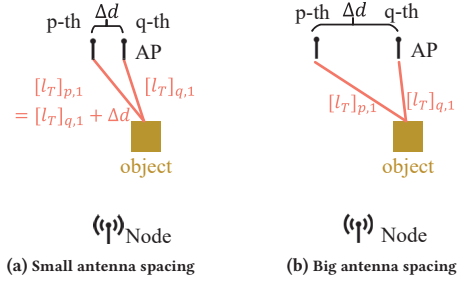 p-th Δd q-th
AP
[l_T]_{p,1} [l_T]_{q,1}
= [l_T]_{q,1} + Δd
object
Node
(a) Small antenna spacing
p-th Δd q-th
AP
[l_T]_{p,1} [l_T]_{q,1}
object
Node
(b) Big antenna spacing